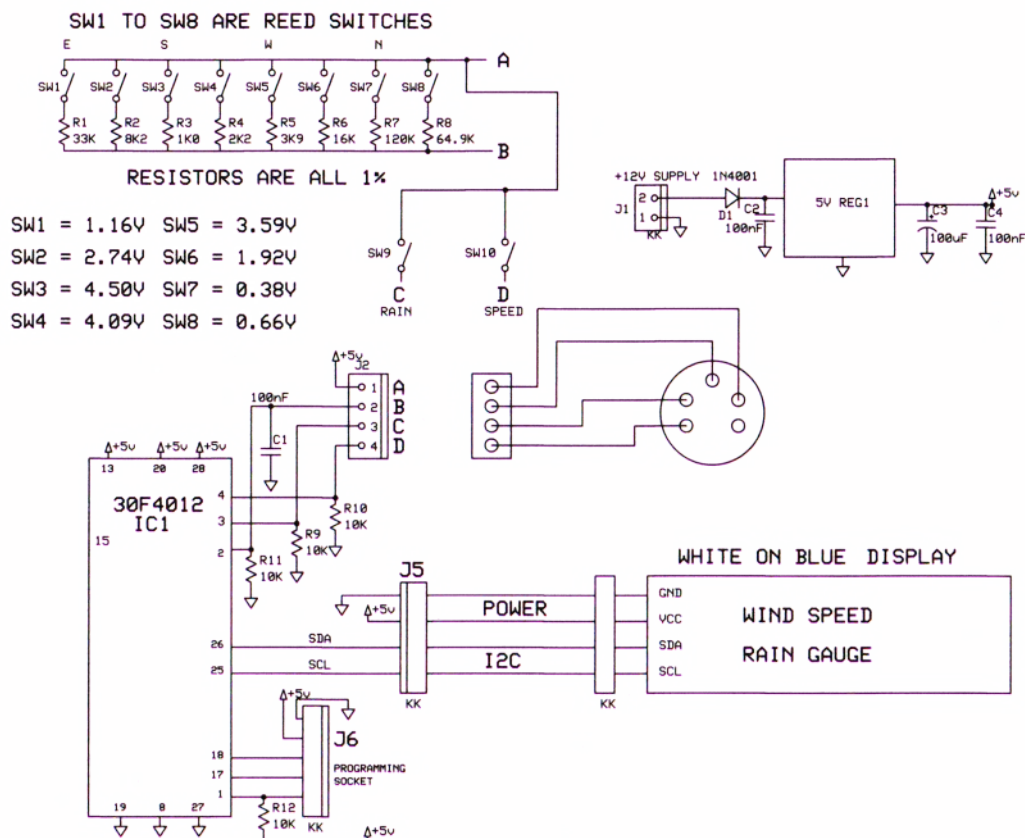 SW1 TO SW8 ARE REED SWITCHES
E S W N
A
SW1 SW2 SW3 SW4 SW5 SW6 SW7 SW8
R1 R2 R3 R4 R5 R6 R7 R8
33K 8K2 1K0 2K2 3K9 16K 120K 64.9K
B
RESISTORS ARE ALL 1%
SW1 = 1.16V SW5 = 3.59V
SW2 = 2.74V SW6 = 1.92V
SW3 = 4.50V SW7 = 0.38V
SW4 = 4.09V SW8 = 0.66V
SW9 SW10
C D
RAIN SPEED
+12V SUPPLY 1N4001
J1 2 1 KK
D1 C2 100nF
5V REG1
+5v
C3 C4
100uF 100nF
+5v J2
1 A
2 B
3 C
4 D
100nF
C1
+5v +5v +5v
13 20 28
30F4012
IC1
15
4
3
2
R10
10K
R9
10K
R11
10K
WHITE ON BLUE DISPLAY
J5
+5v
POWER
GND
VCC
WIND SPEED
26 SDA SDA
I2C
RAIN GAUGE
25 SCL SCL
KK KK
+5v
J6
PROGRAMMING
SOCKET
18
17
1
R12
10K
KK
19 8 27
+5v